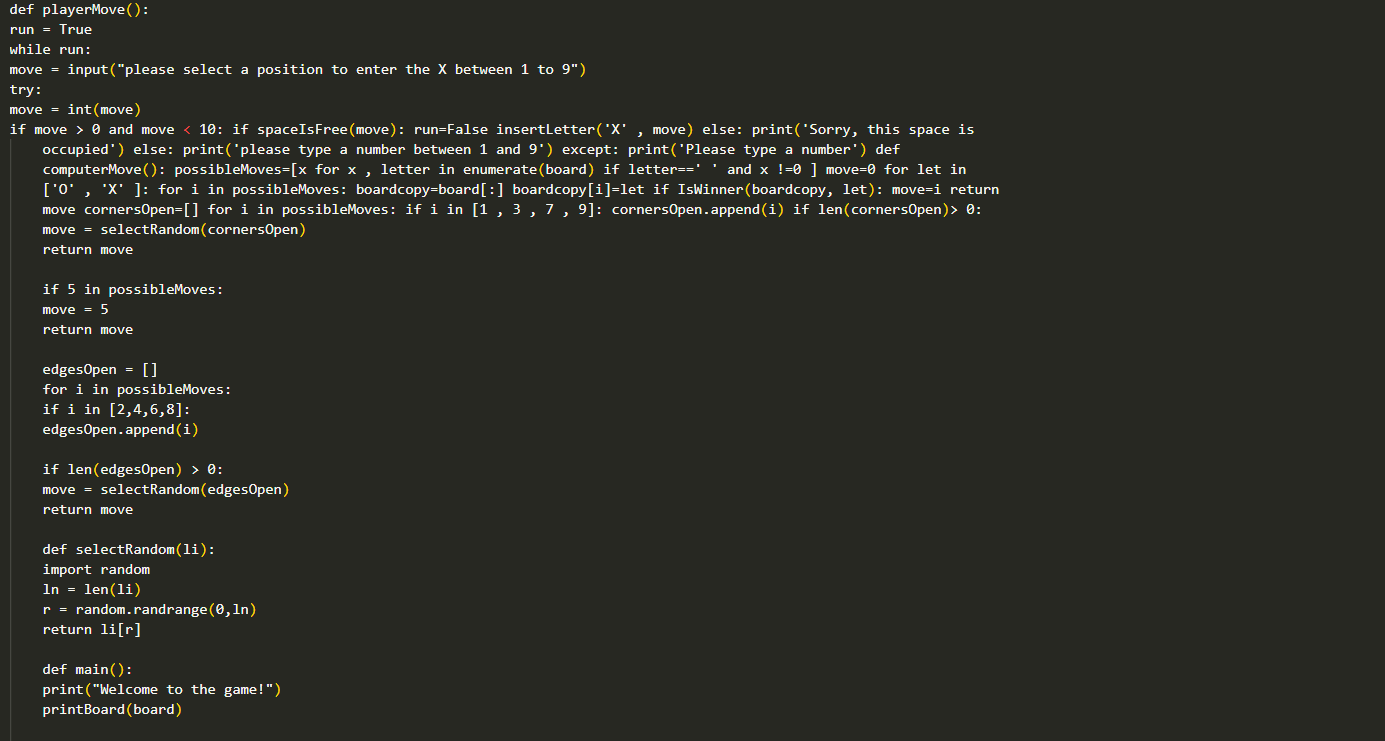 def playerMove():
run = True
while run:
move = input("please select a position to enter the X between 1 to 9")
try:
move = int(move)
if move > 0 and move < 10: if spaceIsFree(move): run=False insertLetter('X' , move) else: print('Sorry, this space is
occupied') else: print('please type a number between 1 and 9') except: print('Please type a number') def
computerMove(): possibleMoves=[x for x , letter in enumerate(board) if letter==' ' and x !=0 ] move=0 for let in
['O' , 'X' ]: for i in possibleMoves: boardcopy=board[:] boardcopy[i]=let if IsWinner(boardcopy, let): move=i return
move cornersOpen=[] for i in possibleMoves: if i in [1 , 3 , 7 , 9]: cornersOpen.append(i) if len(cornersOpen)> 0:
move = selectRandom(cornersOpen)
return move
if 5 in possibleMoves:
move = 5
return move
edgesOpen = []
for i in possibleMoves:
if i in [2,4,6,8]:
edgesOpen.append(i)
if len(edgesOpen) > 0:
move = selectRandom(edgesOpen)
return move
def selectRandom(li):
import random
ln = len(li)
r = random.randrange(0,ln)
return li[r]
def main():
print("Welcome to the game!")
printBoard(board)